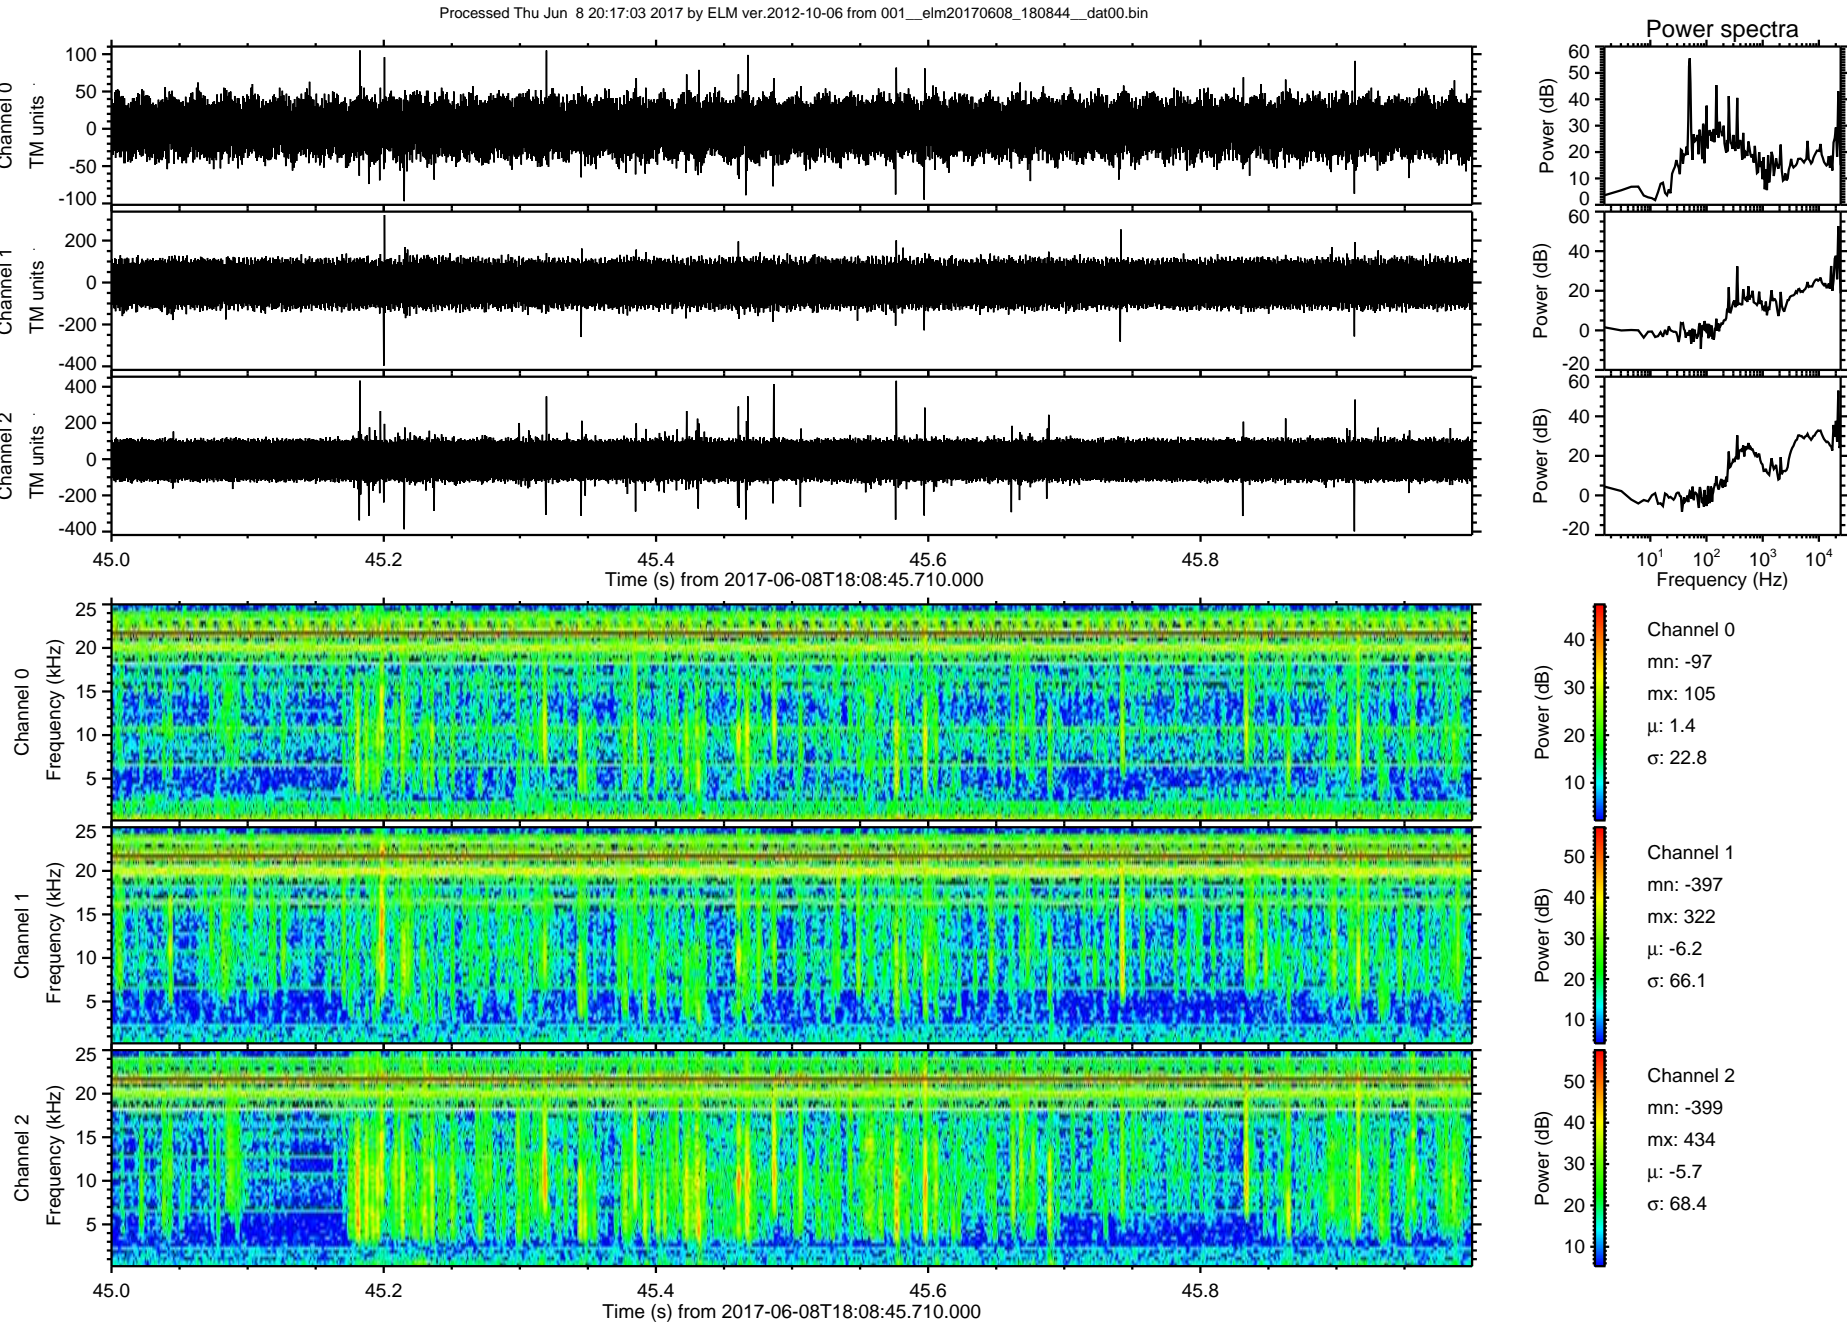 Processed Thu Jun 8 20:17:03 2017 by ELM ver.2012-10-06 from 001__elm20170608_180844__dat00.bin
Power spectra
Channel 0
TM units
100
50
0
-50
-100
Power (dB)
60
50
40
30
20
10
0
Channel 1
TM units
200
0
-200
-400
Power (dB)
60
40
20
0
-20
Channel 2
TM units
400
200
0
-200
-400
Power (dB)
60
40
20
0
-20
45.0 45.2 45.4 45.6 45.8
Time (s) from 2017-06-08T18:08:45.710.000
10¹ 10² 10³ 10⁴
Frequency (Hz)
Channel 0
Frequency (kHz)
25
20
15
10
5
Power (dB)
40
30
20
10
Channel 0
mn: -97
mx: 105
μ: 1.4
σ: 22.8
Channel 1
Frequency (kHz)
25
20
15
10
5
Power (dB)
50
40
30
20
10
Channel 1
mn: -397
mx: 322
μ: -6.2
σ: 66.1
Channel 2
Frequency (kHz)
25
20
15
10
5
Power (dB)
50
40
30
20
10
Channel 2
mn: -399
mx: 434
μ: -5.7
σ: 68.4
45.0 45.2 45.4 45.6 45.8
Time (s) from 2017-06-08T18:08:45.710.000